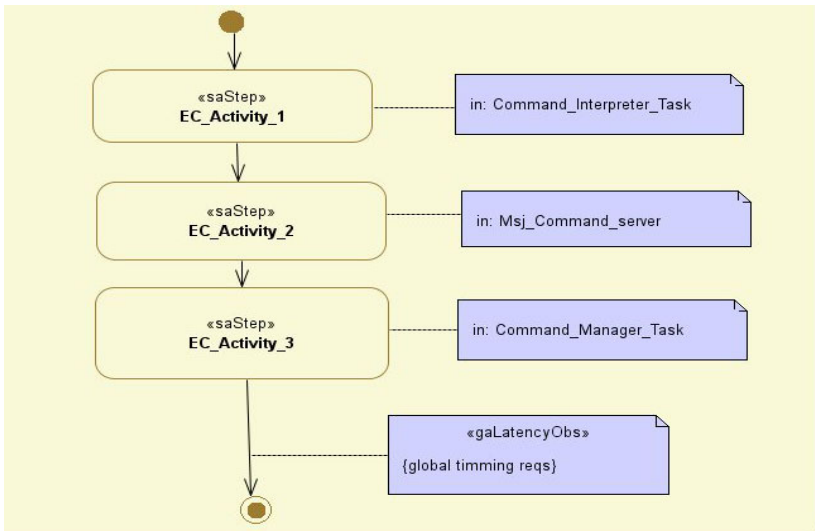 «saStep»
EC_Activity_1
in: Command_Interpreter_Task
«saStep»
EC_Activity_2
in: Msj_Command_server
«saStep»
EC_Activity_3
in: Command_Manager_Task
«gaLatencyObs»
{global timming reqs}